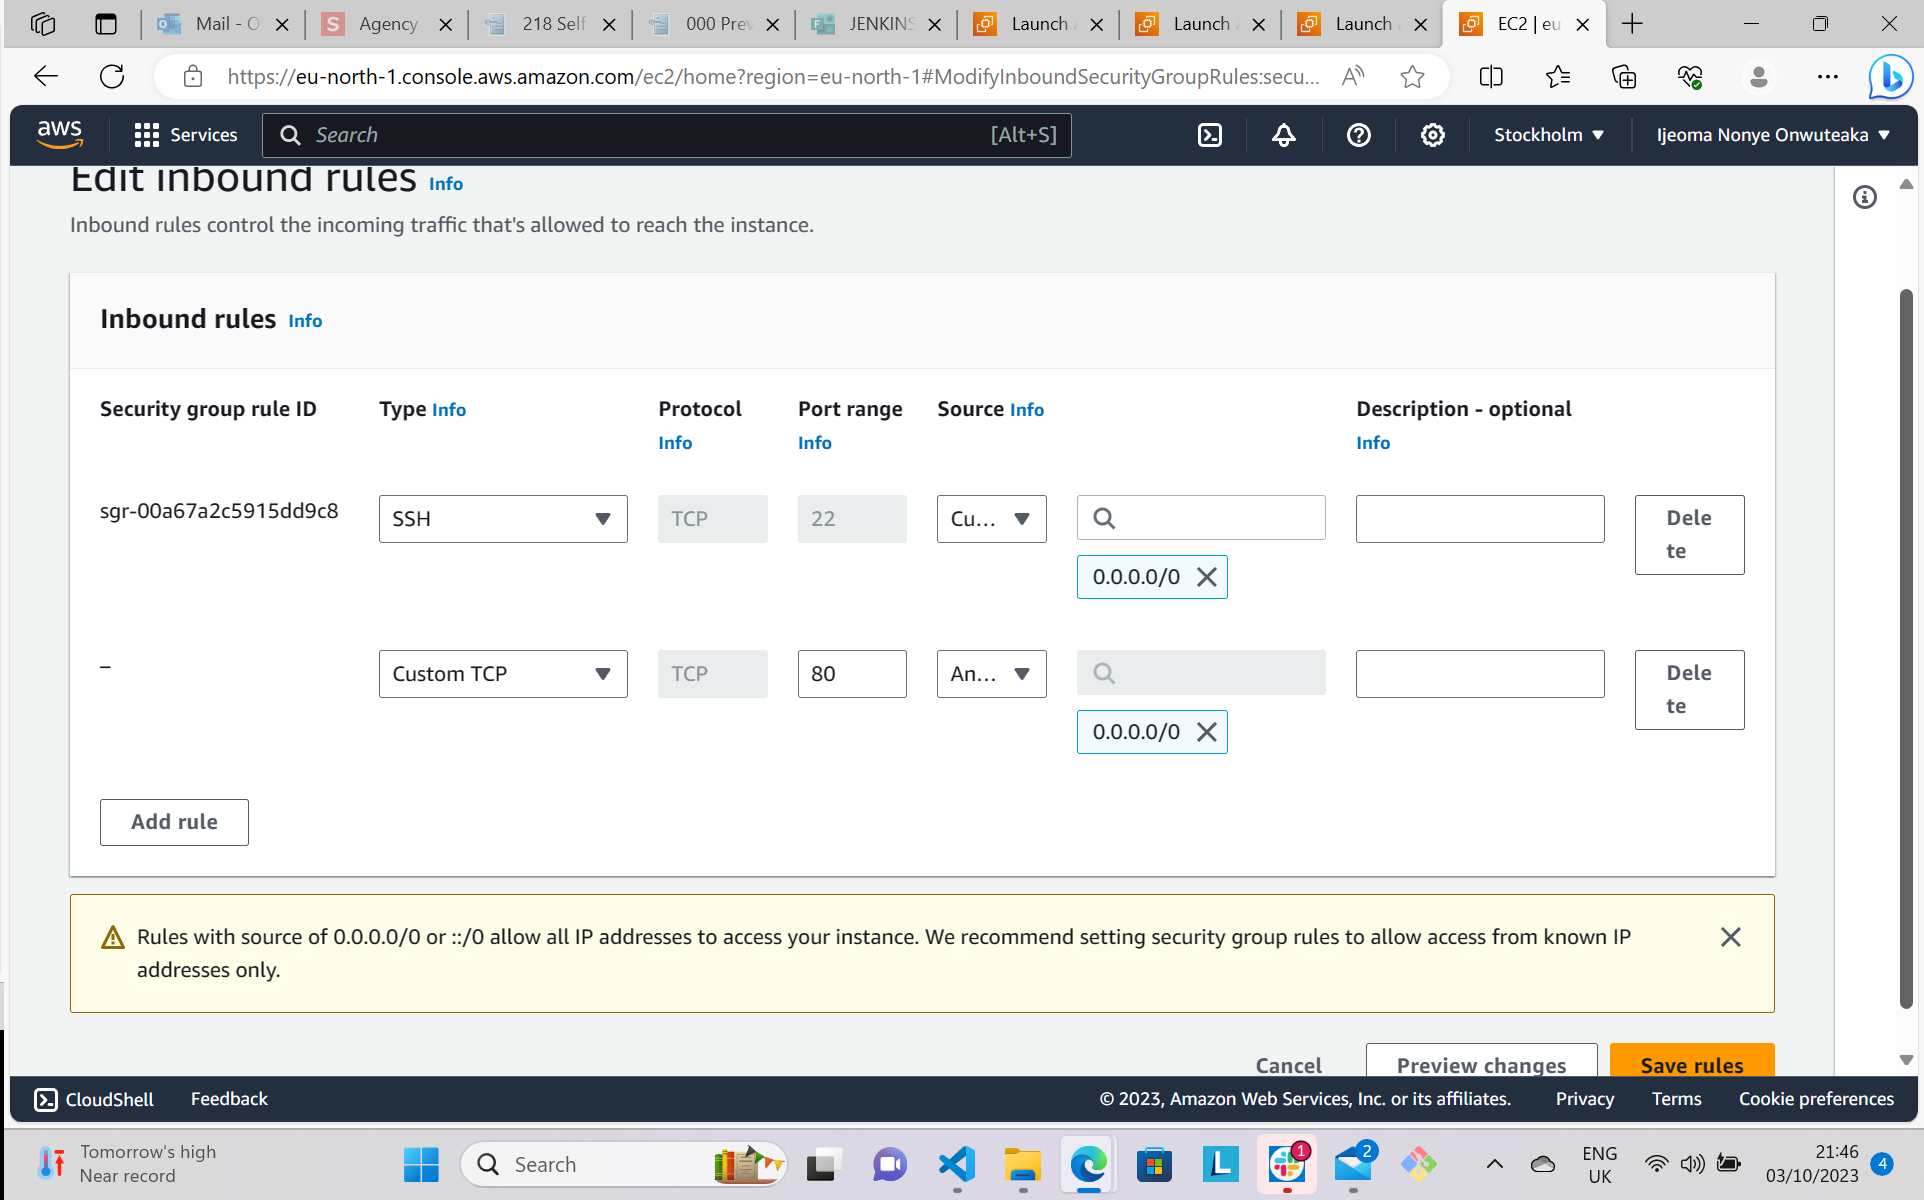 Mail - O
Agency
218 Self
000 Prev
JENKINS
Launch a
Launch a
Launch a
EC2 | eu
https://eu-north-1.console.aws.amazon.com/ec2/home?region=eu-north-1#ModifyInboundSecurityGroupRules:secu...
aws
Services
Search
[Alt+S]
Stockholm
Ijeoma Nonye Onwuteaka
Edit inbound rules Info
Inbound rules control the incoming traffic that's allowed to reach the instance.
Inbound rules Info
Security group rule ID
Type Info
Protocol
Info
Port range
Info
Source Info
Description - optional
Info
sgr-00a67a2c5915dd9c8
SSH
TCP
22
Cu...
0.0.0.0/0
Dele
te
–
Custom TCP
TCP
80
An...
0.0.0.0/0
Dele
te
Add rule
Rules with source of 0.0.0.0/0 or ::/0 allow all IP addresses to access your instance. We recommend setting security group rules to allow access from known IP
addresses only.
Cancel
Preview changes
Save rules
CloudShell
Feedback
© 2023, Amazon Web Services, Inc. or its affiliates.
Privacy
Terms
Cookie preferences
Tomorrow's high
Near record
Search
L
1
2
ENG
UK
21:46
03/10/2023
4